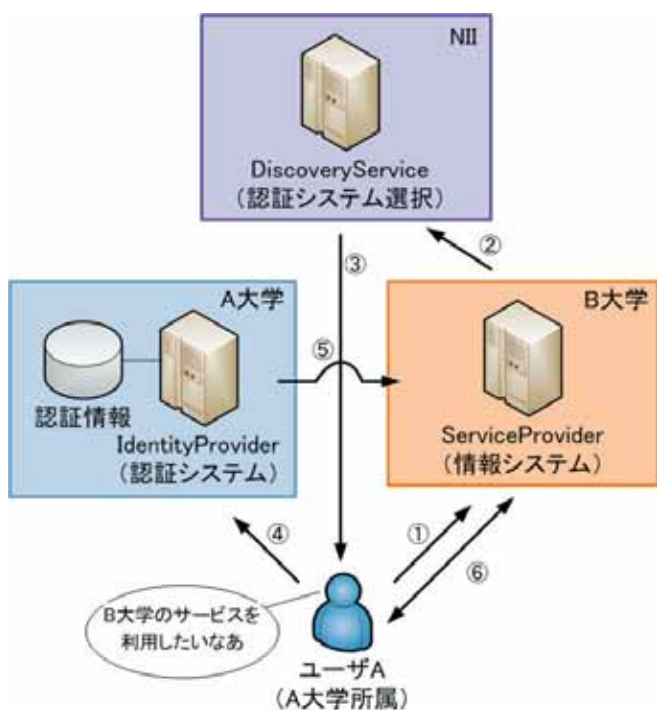 NII
DiscoveryService
（認証システム選択）
②
③
A大学
認証情報
IdentityProvider
（認証システム）
⑤
B大学
ServiceProvider
（情報システム）
④
①
⑥
B大学のサービスを
利用したいなあ
ユーザA
（A大学所属）